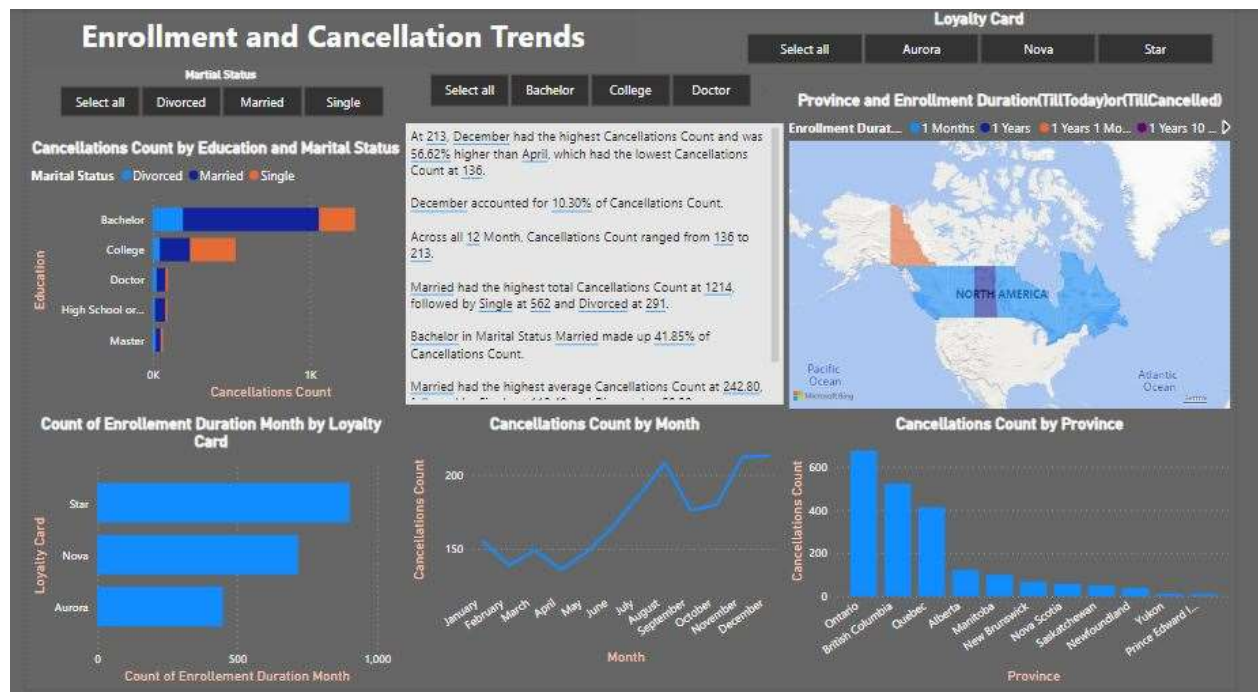 Enrollment and Cancellation Trends
Loyalty Card
Select all Aurora Nova Star
Martial Status
Select all Divorced Married Single
Select all Bachelor College Doctor
Cancellations Count by Education and Marital Status
Marital Status Divorced Married Single
Education
Bachelor
College
Doctor
High School or...
Master
0K 1K
Cancellations Count
At 213, December had the highest Cancellations Count and was
56.62% higher than April, which had the lowest Cancellations
Count at 136.
December accounted for 10.30% of Cancellations Count.
Across all 12 Month, Cancellations Count ranged from 136 to
213.
Married had the highest total Cancellations Count at 1214,
followed by Single at 562 and Divorced at 291.
Bachelor in Marital Status Married made up 41.85% of
Cancellations Count.
Married had the highest average Cancellations Count at 242.80,
Province and Enrollment Duration(TillToday)or(TillCancelled)
Enrollment Durat... 1 Months 1 Years 1 Years 1 Mo... 1 Years 10 ...
NORTH AMERICA
Pacific
Ocean
Atlantic
Ocean
Microsoft Bing
Terms
Count of Enrollement Duration Month by Loyalty
Card
Loyalty Card
Star
Nova
Aurora
0 500 1,000
Count of Enrollement Duration Month
Cancellations Count by Month
Cancellations Count
200
150
January February March April May June July August September October November December
Month
Cancellations Count by Province
Cancellations Count
600
400
200
0
Ontario British Columbia Quebec Alberta Manitoba New Brunswick Nova Scotia Saskatchewan Newfoundland Yukon Prince Edward I...
Province